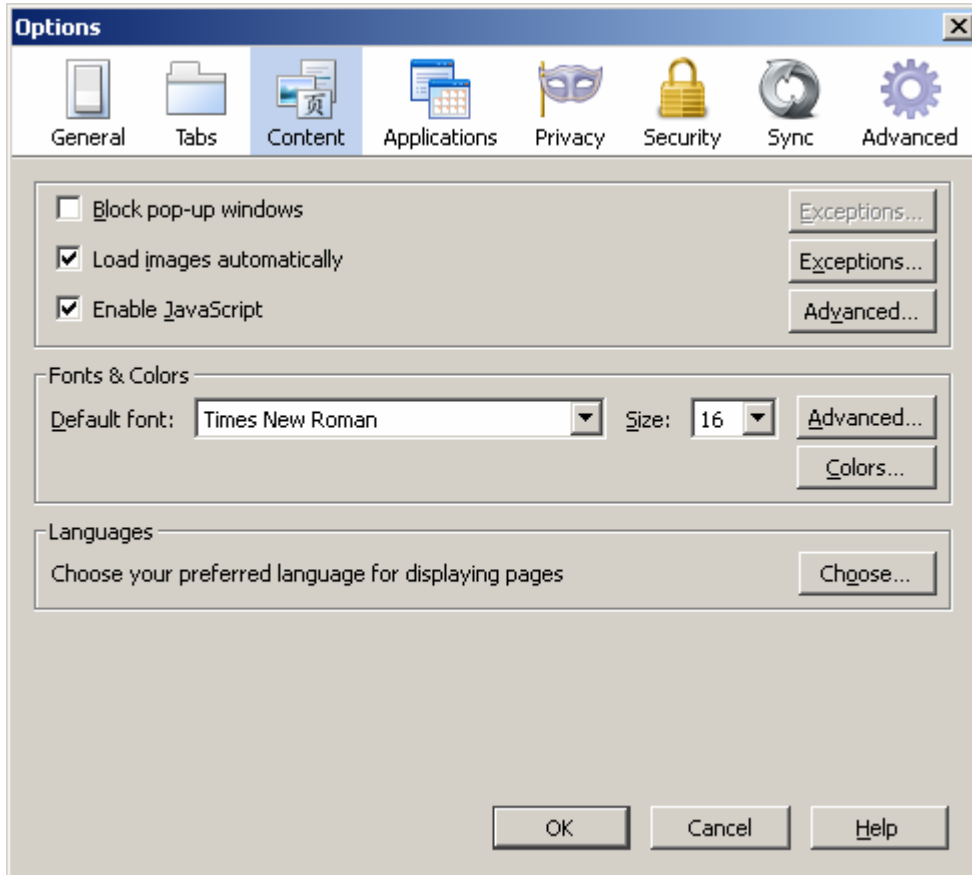 Options
General Tabs Content Applications Privacy Security Sync Advanced
Block pop-up windows Exceptions...
Load images automatically Exceptions...
Enable JavaScript Advanced...
Fonts & Colors
Default font: Times New Roman Size: 16 Advanced...
Colors...
Languages
Choose your preferred language for displaying pages Choose...
OK Cancel Help
页